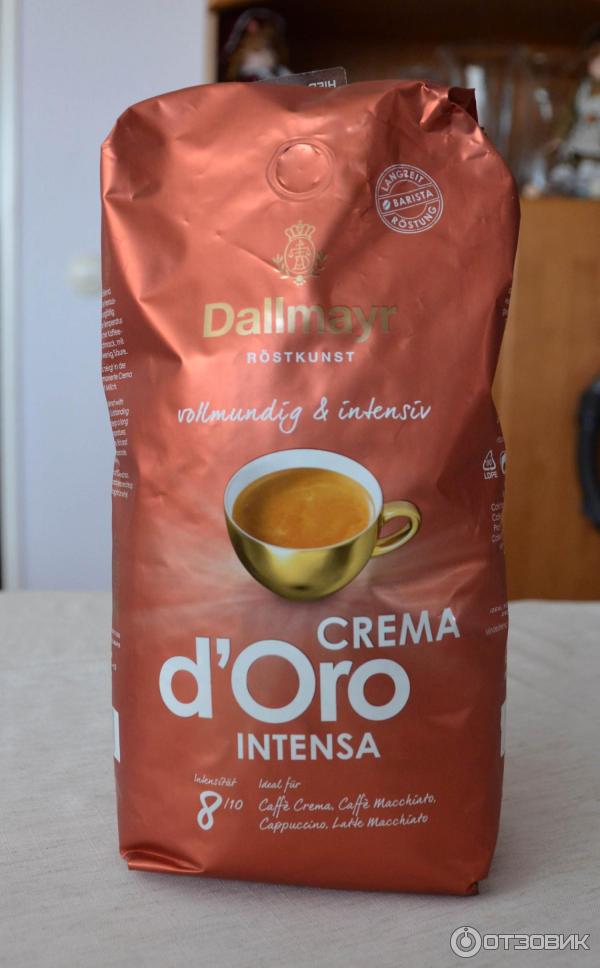 LANGZEIT
BARISTA
RÖSTUNG
Dallmayr
RÖSTKUNST
vollmundig & intensiv
LDPE
CREMA
d'Oro
INTENSA
Intensität
8/10
Ideal für
Caffè Crema, Caffè Macchiato,
Cappuccino, Latte Macchiato
ОТЗОВИК